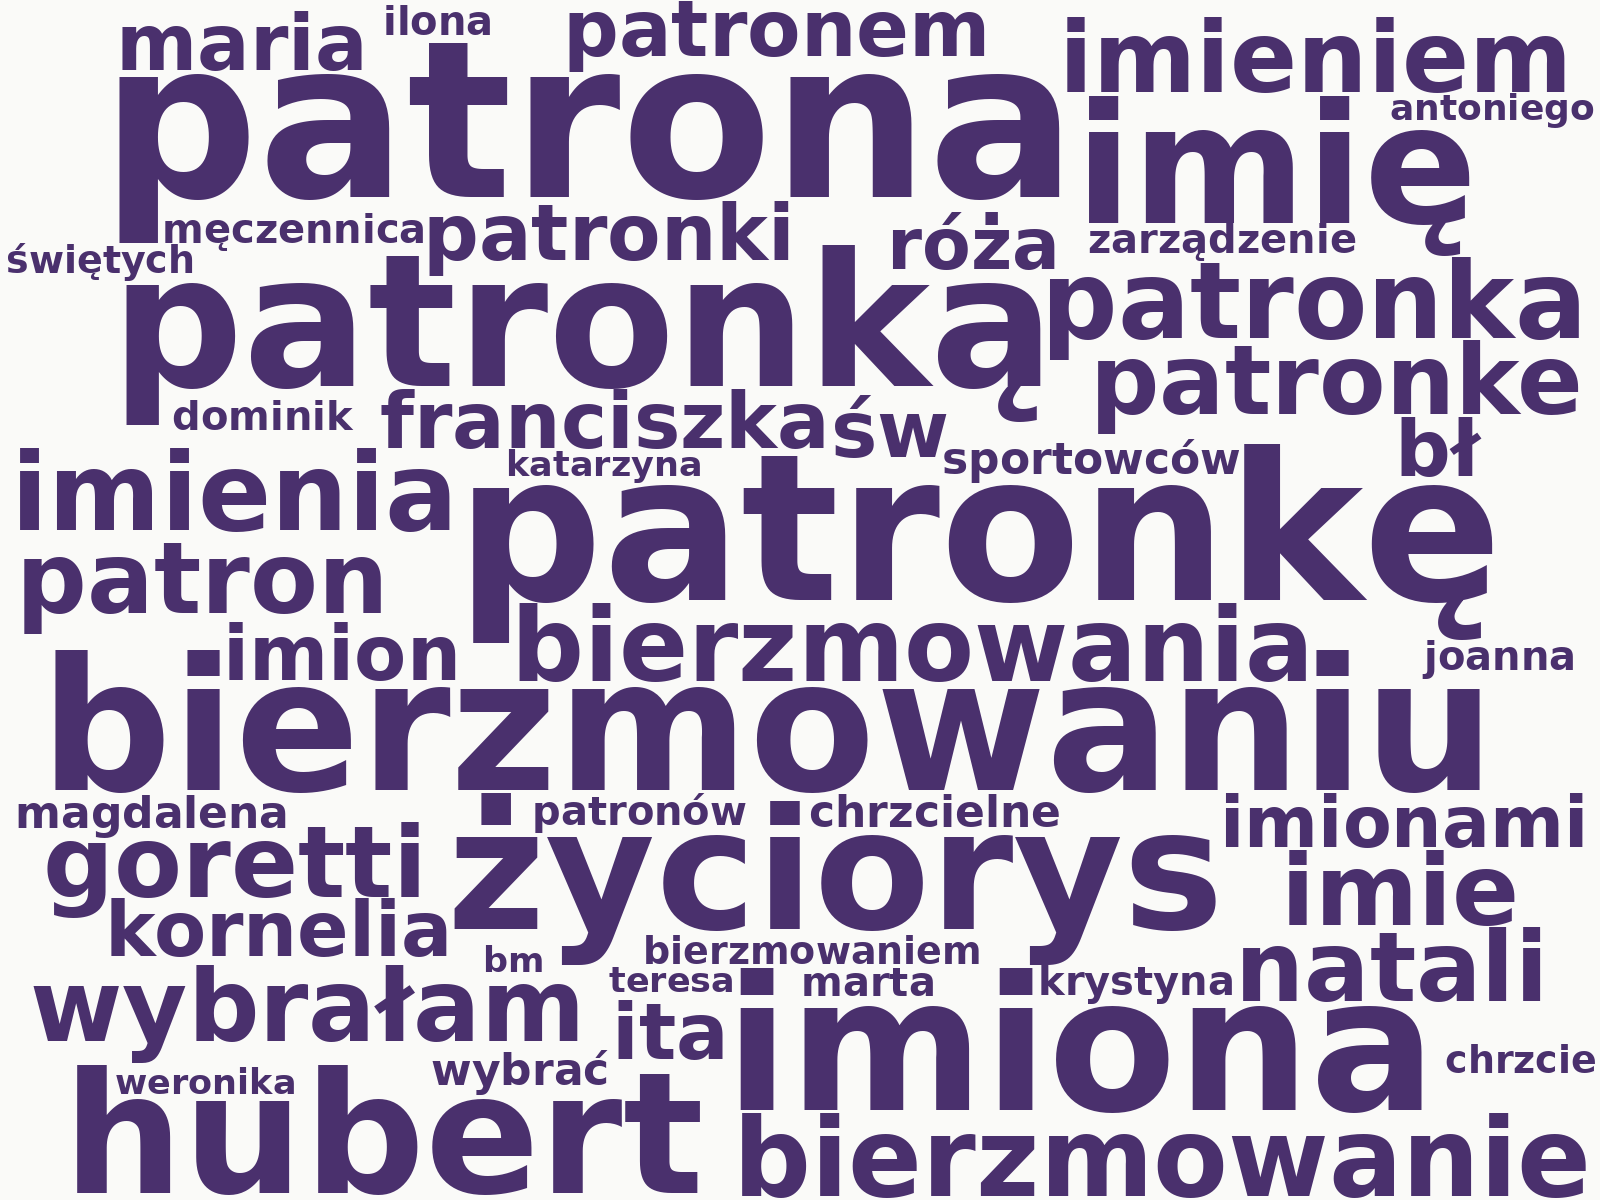 maria
ilona
patronem
imieniem
patrona
antoniego
imię
męczennica
patronki
róża
zarządzenie
świętych
patronką
patronka
patronke
dominik
franciszka
św
sportowców
bł
imienia
katarzyna
patronkę
patron
imion
bierzmowania
joanna
bierzmowaniu
magdalena
patronów
chrzcielne
imionami
goretti
życiorys
imie
kornelia
bm
bierzmowaniem
natali
wybrałam
teresa
marta
krystyna
ita
imiona
weronika
wybrać
chrzcie
hubert
bierzmowanie